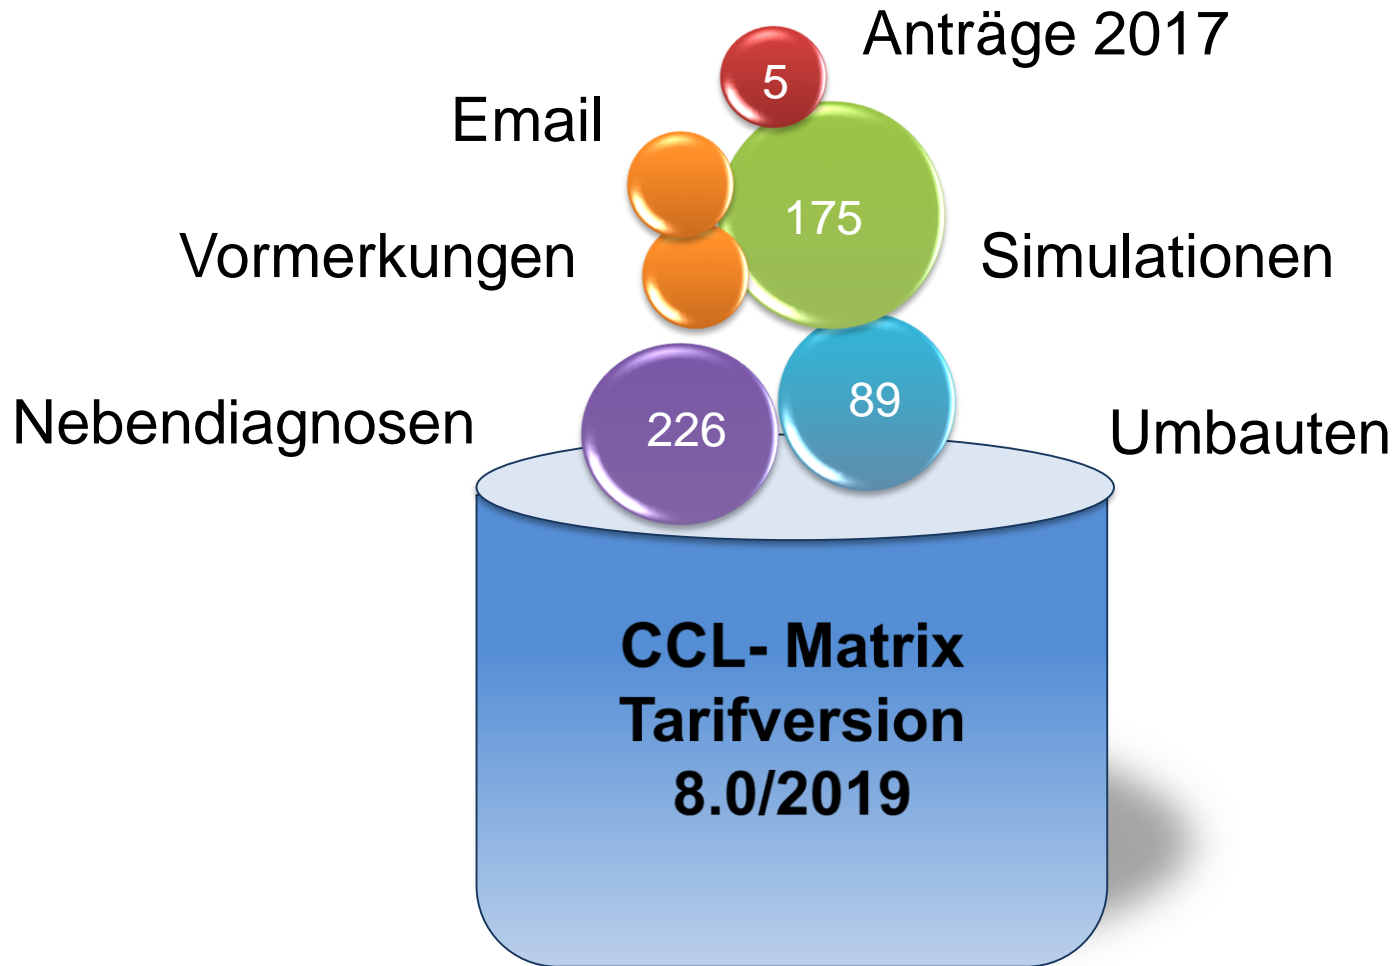 Anträge 2017
5
Email
175
Vormerkungen
Simulationen
89
Nebendiagnosen
226
Umbauten
CCL- Matrix
Tarifversion
8.0/2019